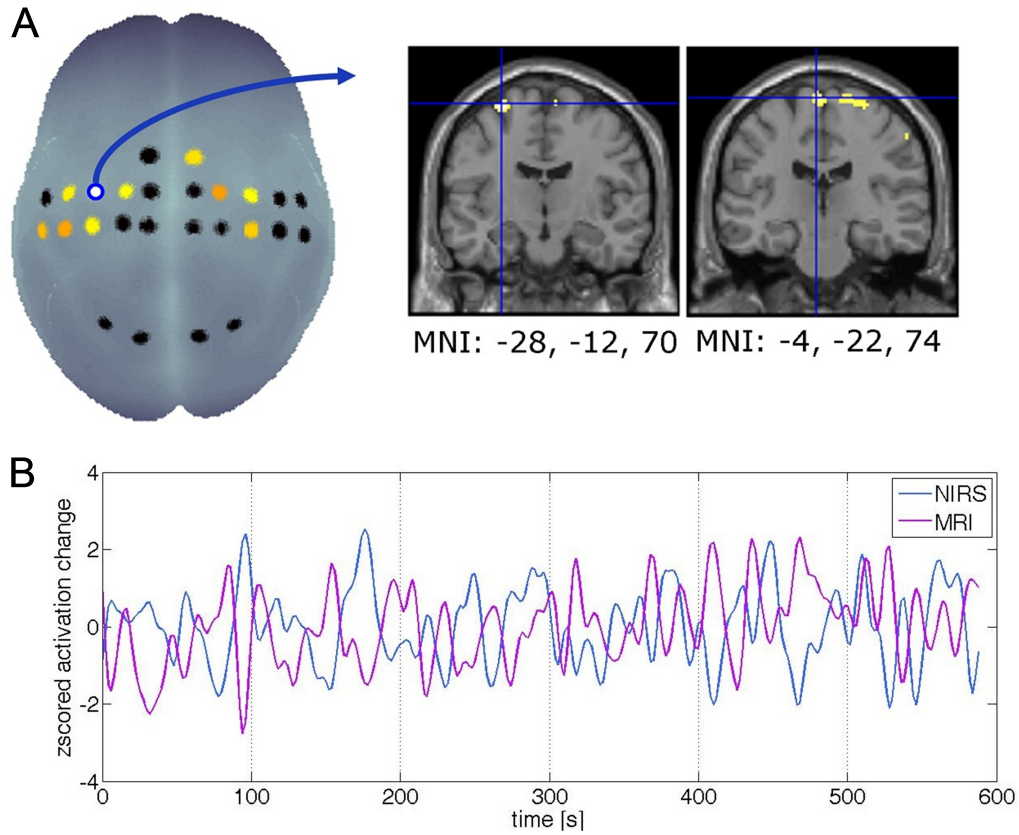 A
MNI: -28, -12, 70
MNI: -4, -22, 74
B
zscored activation change
4
2
0
-2
-4
NIRS
MRI
0
100
200
300
400
500
600
time [s]